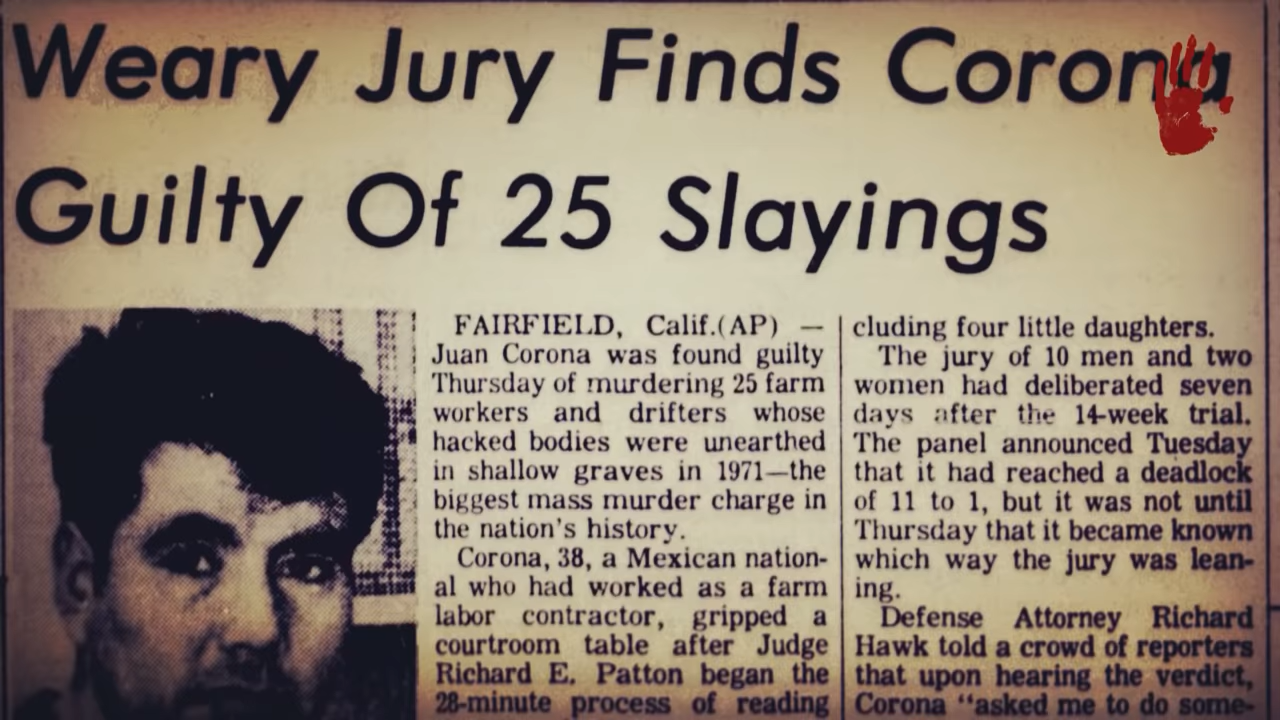 Weary Jury Finds Corona
Guilty Of 25 Slayings
FAIRFIELD, Calif.(AP) —
Juan Corona was found guilty
Thursday of murdering 25 farm
workers and drifters whose
hacked bodies were unearthed
in shallow graves in 1971—the
biggest mass murder charge in
the nation's history.
Corona, 38, a Mexican nation-
al who had worked as a farm
labor contractor, gripped a
courtroom table after Judge
Richard E. Patton began the
28-minute process of reading
cluding four little daughters.
The jury of 10 men and two
women had deliberated seven
days after the 14-week trial.
The panel announced Tuesday
that it had reached a deadlock
of 11 to 1, but it was not until
Thursday that it became known
which way the jury was lean-
ing.
Defense Attorney Richard
Hawk told a crowd of reporters
that upon hearing the verdict,
Corona "asked me to do some-